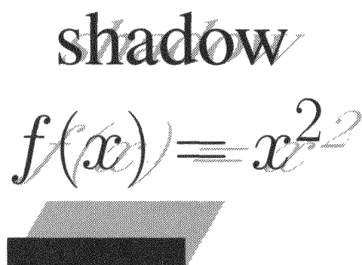 shadow
f(x) = x²